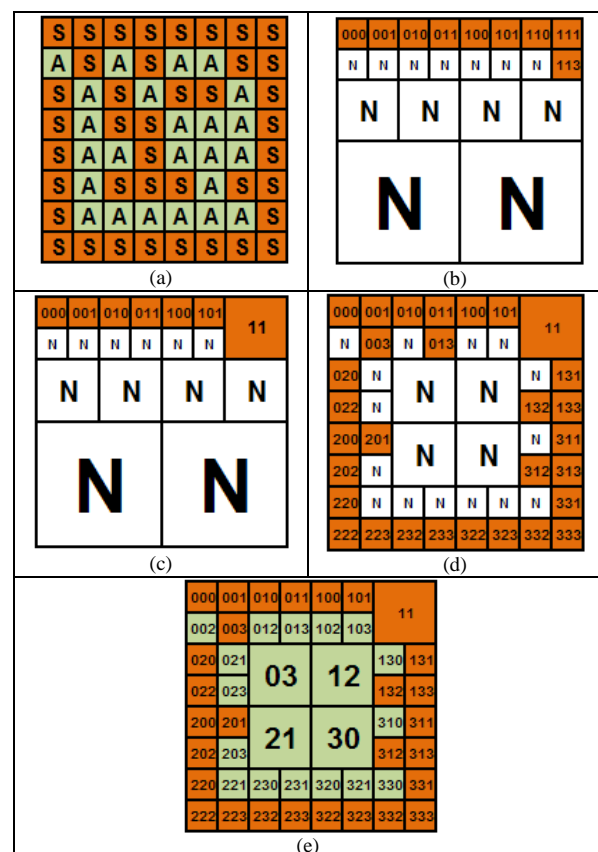 S S S S S S S S
A S A S A A S S
S A S A S S A S
S A S S A A A S
S A A S A A A S
S A S S S A S S
S A A A A A A S
S S S S S S S S
(a)
000 001 010 011 100 101 110 111
N N N N N N N 113
N N N N
N N
(b)
000 001 010 011 100 101
11
N N N N N N
N N N N
N N
(c)
000 001 010 011 100 101
11
N 003 N 013 N N
020 N N 131
N N
022 N 132 133
200 201 N 311
N N
202 N 312 313
220 N N N N N N 331
222 223 232 233 322 323 332 333
(d)
000 001 010 011 100 101
11
002 003 012 013 102 103
020 021 130 131
03 12
022 023 132 133
200 201 310 311
21 30
202 203 312 313
220 221 230 231 320 321 330 331
222 223 232 233 322 323 332 333
(e)